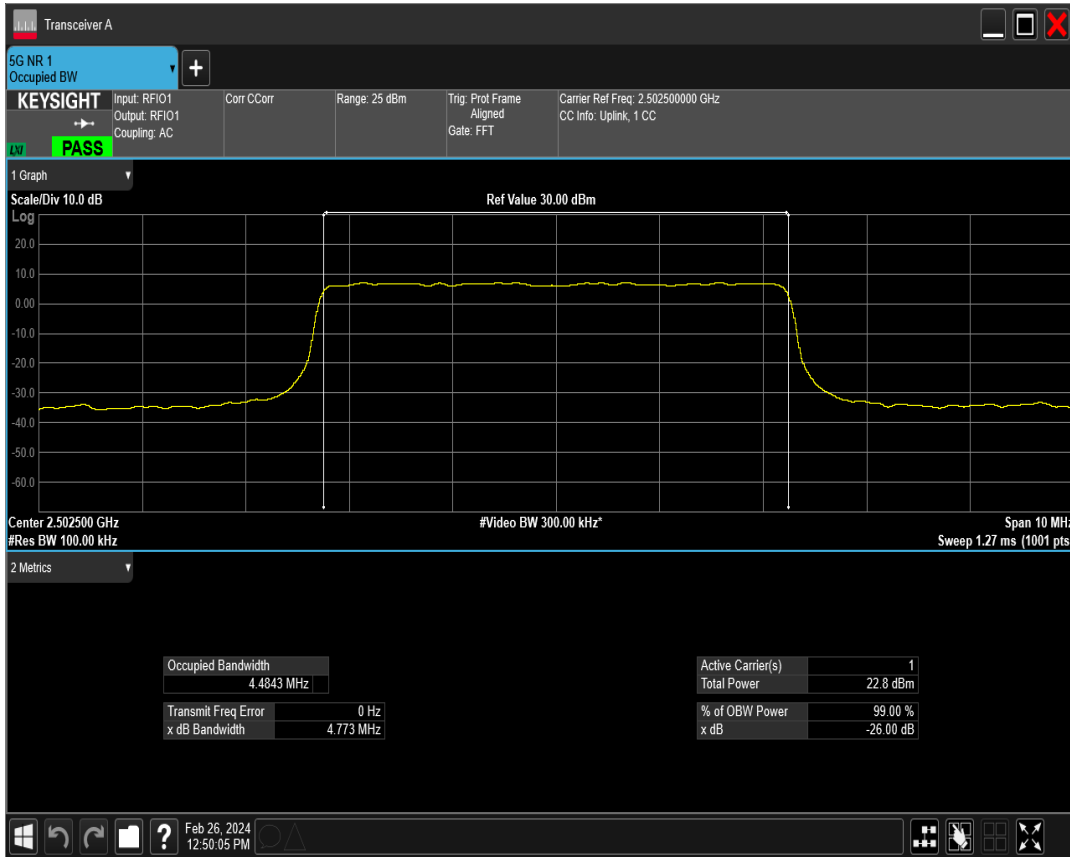 Transceiver A
5G NR 1
Occupied BW
+
KEYSIGHT
LXI
PASS
Input: RFIO1
Output: RFIO1
Coupling: AC
Corr CCorr
Range: 25 dBm
Trig: Prot Frame
Aligned
Gate: FFT
Carrier Ref Freq: 2.502500000 GHz
CC Info: Uplink, 1 CC
1 Graph
Scale/Div 10.0 dB
Ref Value 30.00 dBm
Log
20.0
10.0
0.00
-10.0
-20.0
-30.0
-40.0
-50.0
-60.0
Center 2.502500 GHz
#Video BW 300.00 kHz*
Span 10 MHz
#Res BW 100.00 kHz
Sweep 1.27 ms (1001 pts
2 Metrics
Occupied Bandwidth
4.4843 MHz
Transmit Freq Error 0 Hz
x dB Bandwidth 4.773 MHz
Active Carrier(s) 1
Total Power 22.8 dBm
% of OBW Power 99.00 %
x dB -26.00 dB
?
Feb 26, 2024
12:50:05 PM